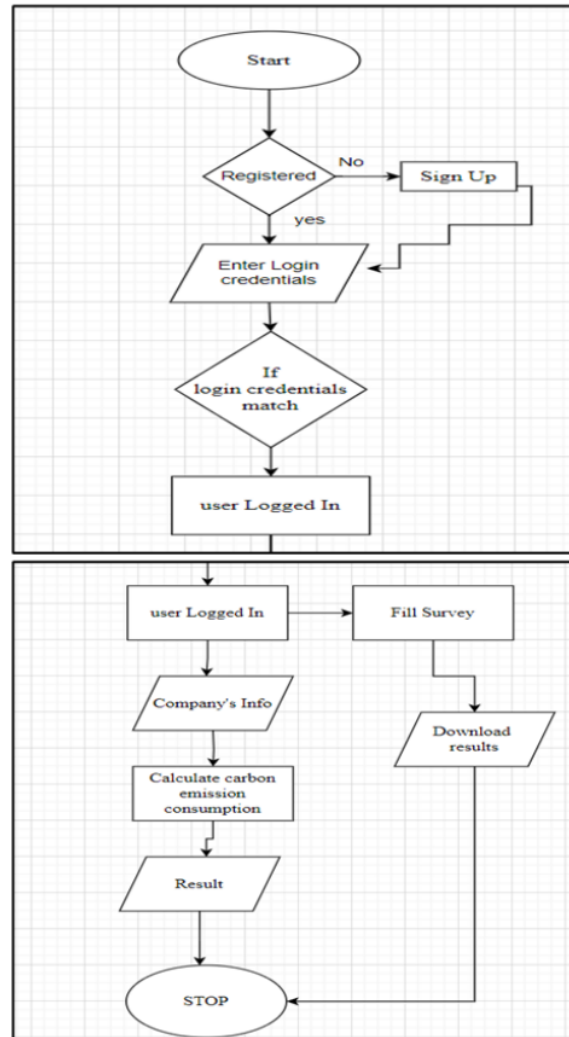 Start
Registered
No
Sign Up
yes
Enter Login
credentials
If
login credentials
match
user Logged In
user Logged In
Fill Survey
Company's Info
Download
results
Calculate carbon
emission
consumption
Result
STOP